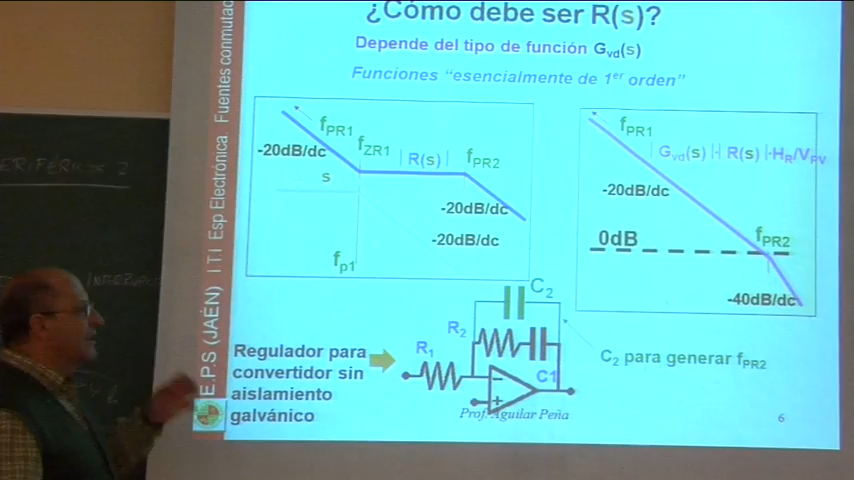 ¿Cómo debe ser R(s)?
Depende del tipo de función Gvd(s)
Funciones "esencialmente de 1er orden"
fPR1
fZR1
| R(s) |
fPR2
-20dB/dc
s
-20dB/dc
-20dB/dc
fp1
fPR1
| Gvd(s) |·| R(s) |·HR/VPV
-20dB/dc
0dB
fPR2
-40dB/dc
C2
R2
R1
C1
-
+
C2 para generar fPR2
Regulador para
convertidor sin
aislamiento
galvánico
Prof. Aguilar Peña
6
E.P.S (JAÉN) ITI Esp Electrónica. Fuentes conmutac